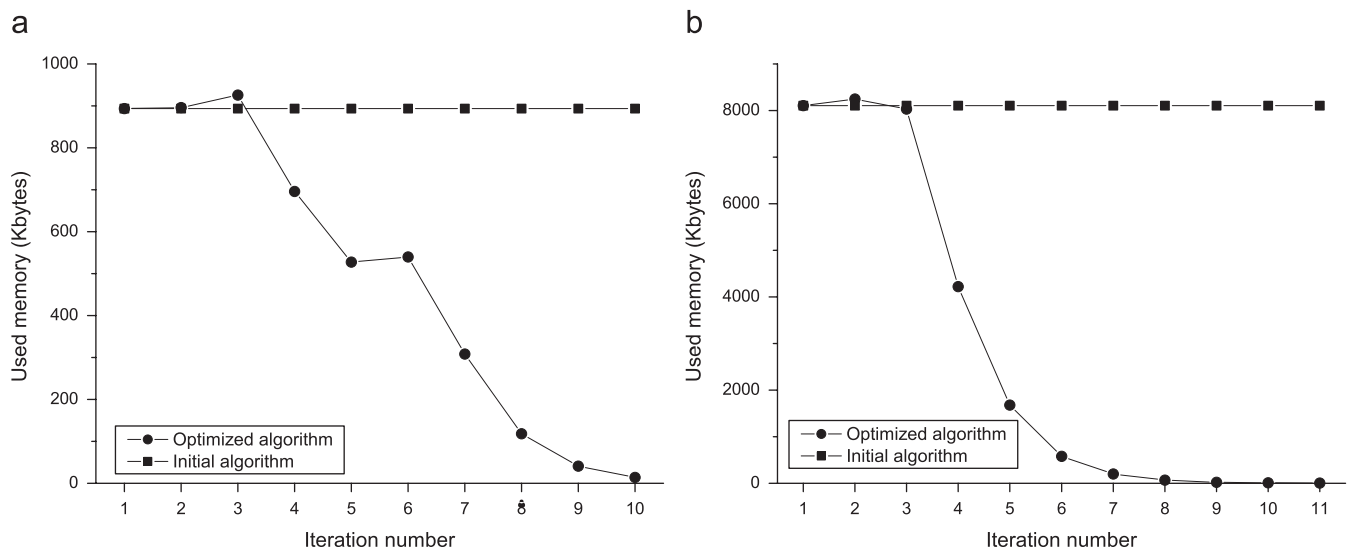 a
1000
800
600
400
200
0
Used memory (Kbytes)
Optimized algorithm
Initial algorithm
1 2 3 4 5 6 7 8 9 10
Iteration number
b
8000
6000
4000
2000
0
Used memory (Kbytes)
Optimized algorithm
Initial algorithm
1 2 3 4 5 6 7 8 9 10 11
Iteration number